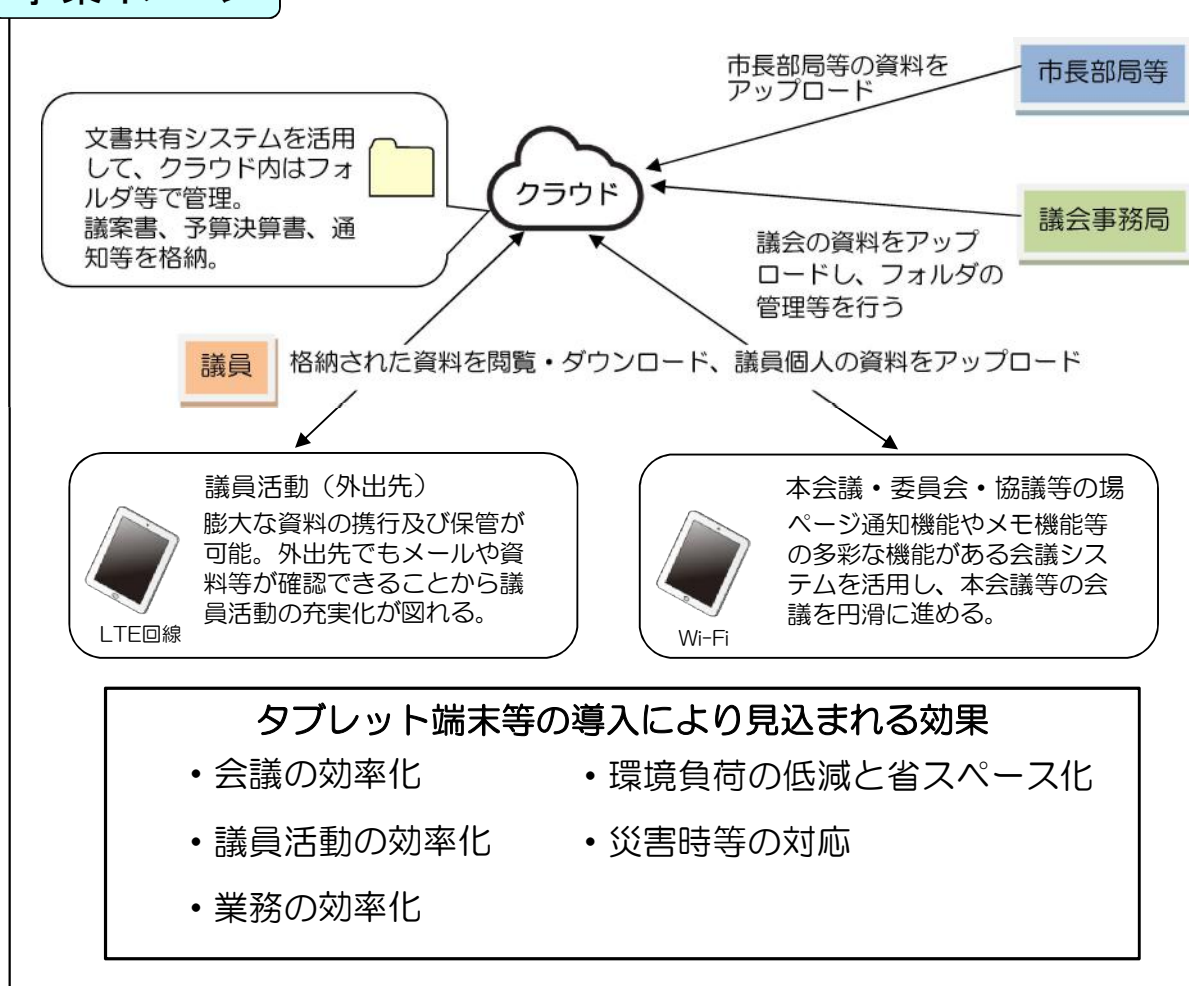 市長部局等の資料を
アップロード
市長部局等
文書共有システムを活用
して、クラウド内はフォ
ルダ等で管理。
議案書、予算決算書、通
知等を格納。
クラウド
議会事務局
議会の資料をアップ
ロードし、フォルダの
管理等を行う
議員
格納された資料を閲覧・ダウンロード、議員個人の資料をアップロード
議員活動（外出先）
膨大な資料の携行及び保管が
可能。外出先でもメールや資
料等が確認できることから議
員活動の充実化が図れる。
LTE回線
本会議・委員会・協議等の場
ページ通知機能やメモ機能等
の多彩な機能がある会議シス
テムを活用し、本会議等の会
議を円滑に進める。
Wi-Fi
タブレット端末等の導入により見込まれる効果
・会議の効率化
・議員活動の効率化
・業務の効率化
・環境負荷の低減と省スペース化
・災害時等の対応